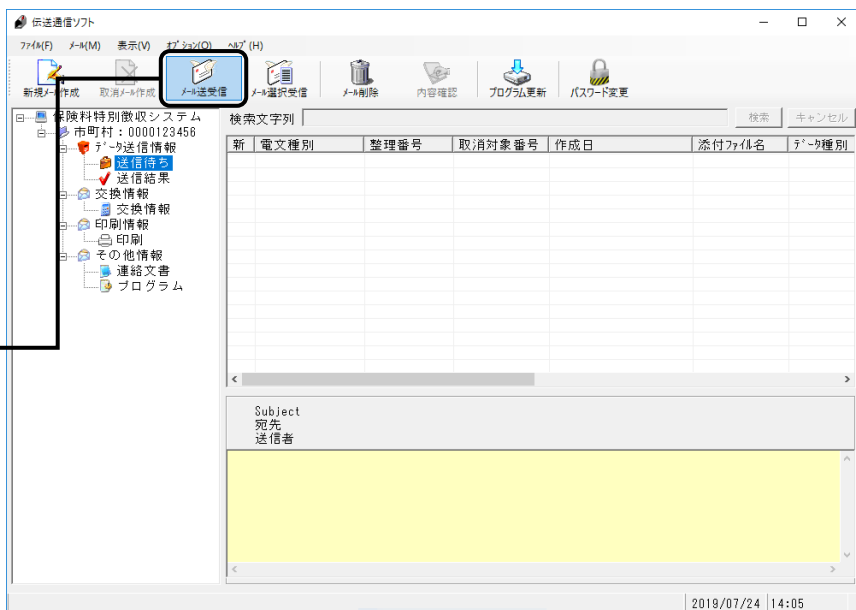 伝送通信ソフト
ファイル(F) メール(M) 表示(V) オプション(O) ヘルプ(H)
新規メール作成 取消メール作成 メール送受信 メール選択受信 メール削除 内容確認 プログラム更新 パスワード変更
保険料特別徴収システム
市町村：0000123456
データ送信情報
送信待ち
送信結果
交換情報
交換情報
印刷情報
印刷
その他情報
連絡文書
プログラム
検索文字列 検索 キャンセル
新 電文種別 整理番号 取消対象番号 作成日 添付ファイル名 データ種別
Subject
宛先
送信者
2019/07/24 14:05